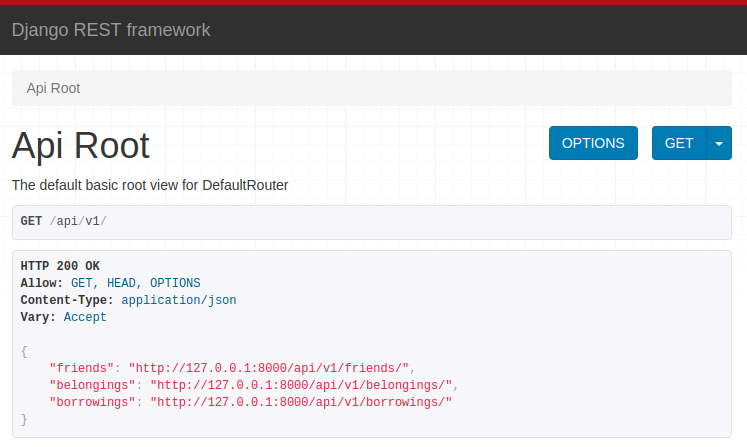 Django REST framework
Api Root
Api Root
OPTIONS
GET
The default basic root view for DefaultRouter
GET /api/v1/
HTTP 200 OK
Allow: GET, HEAD, OPTIONS
Content-Type: application/json
Vary: Accept
{
    "friends": "http://127.0.0.1:8000/api/v1/friends/",
    "belongings": "http://127.0.0.1:8000/api/v1/belongings/",
    "borrowings": "http://127.0.0.1:8000/api/v1/borrowings/"
}